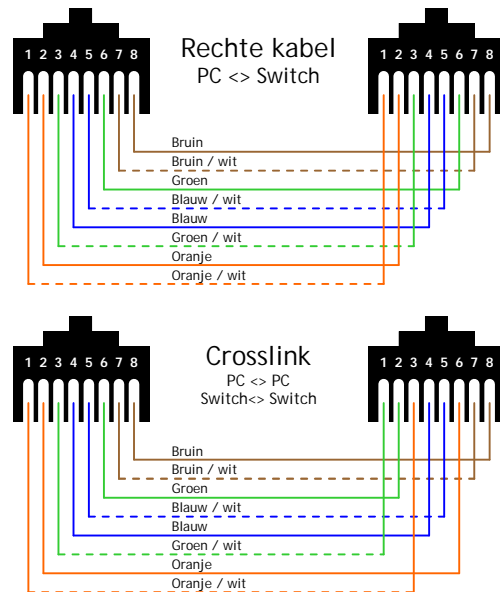 1 2 3 4 5 6 7 8
Rechte kabel
PC <> Switch
1 2 3 4 5 6 7 8
Bruin
Bruin / wit
Groen
Blauw / wit
Blauw
Groen / wit
Oranje
Oranje / wit
1 2 3 4 5 6 7 8
Crosslink
PC <> PC
Switch<> Switch
1 2 3 4 5 6 7 8
Bruin
Bruin / wit
Groen
Blauw / wit
Blauw
Groen / wit
Oranje
Oranje / wit